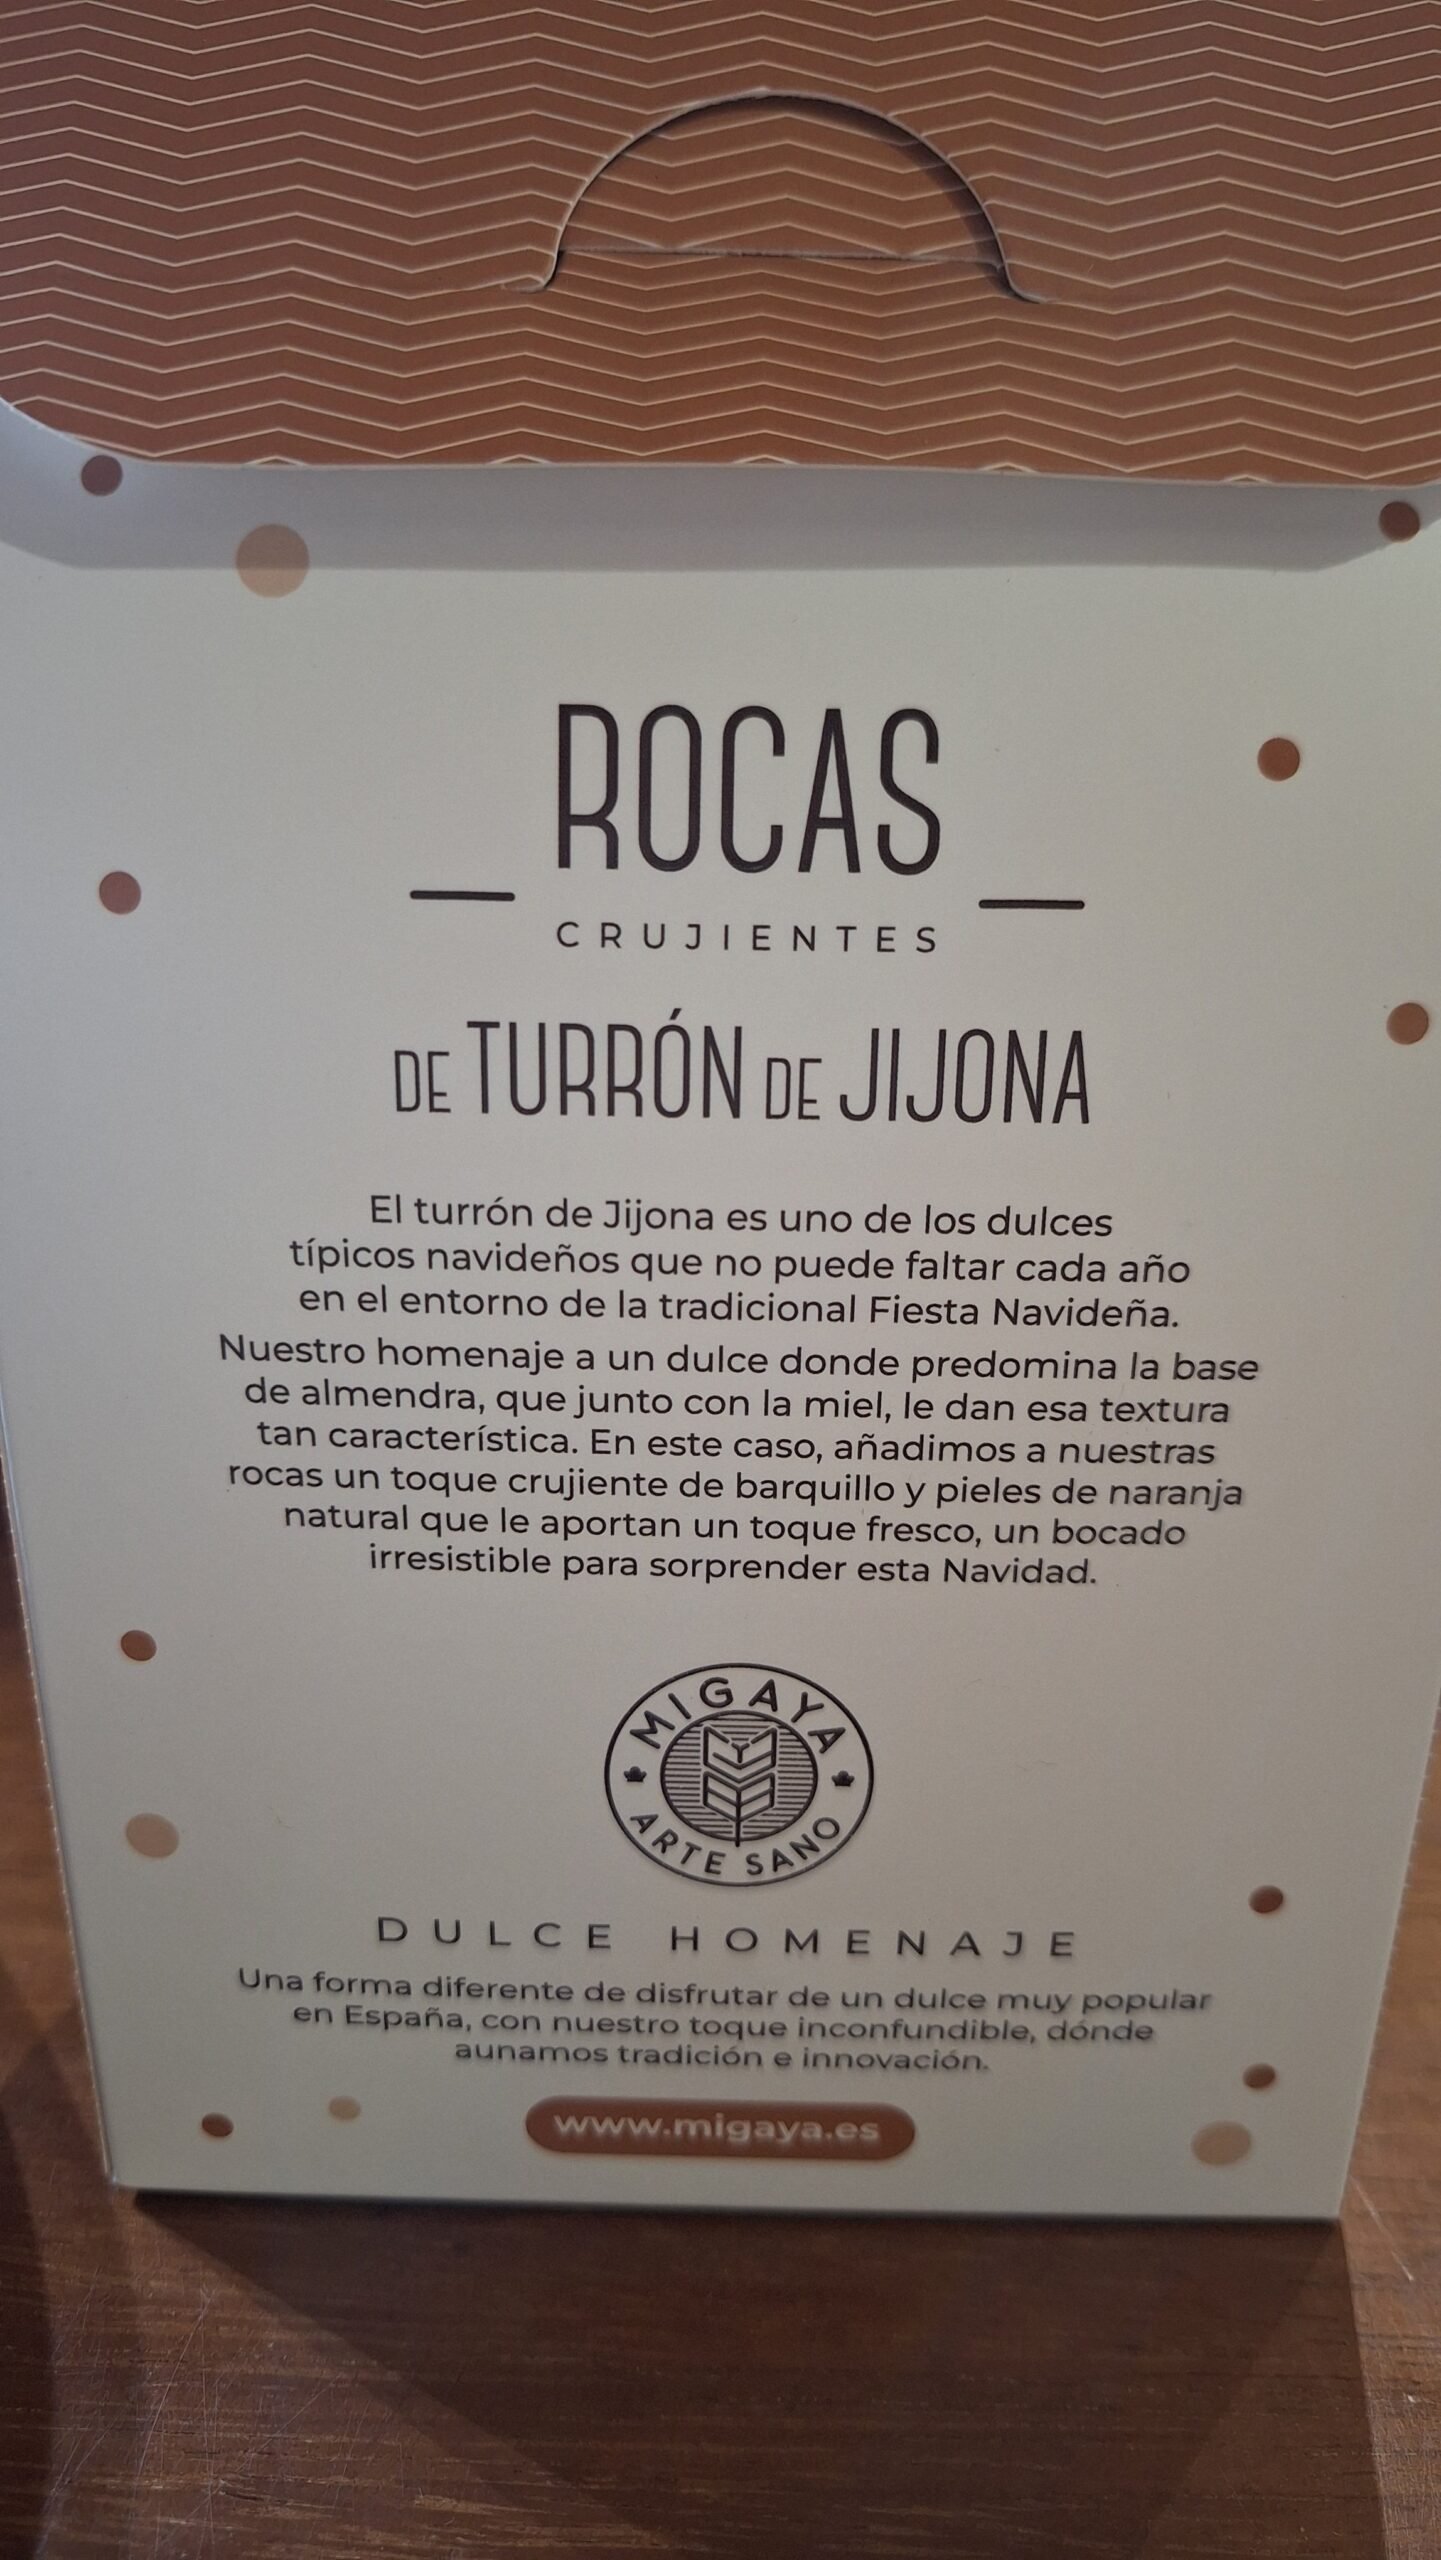 ROCAS
CRUJIENTES
DE TURRÓN DE JIJONA
El turrón de Jijona es uno de los dulces
típicos navideños que no puede faltar cada año
en el entorno de la tradicional Fiesta Navideña.
Nuestro homenaje a un dulce donde predomina la base
de almendra, que junto con la miel, le dan esa textura
tan característica. En este caso, añadimos a nuestras
rocas un toque crujiente de barquillo y pieles de naranja
natural que le aportan un toque fresco, un bocado
irresistible para sorprender esta Navidad.
MIGAYA
ARTE SANO
DULCE HOMENAJE
Una forma diferente de disfrutar de un dulce muy popular
en España, con nuestro toque inconfundible, dónde
aunamos tradición e innovación.
www.migaya.es